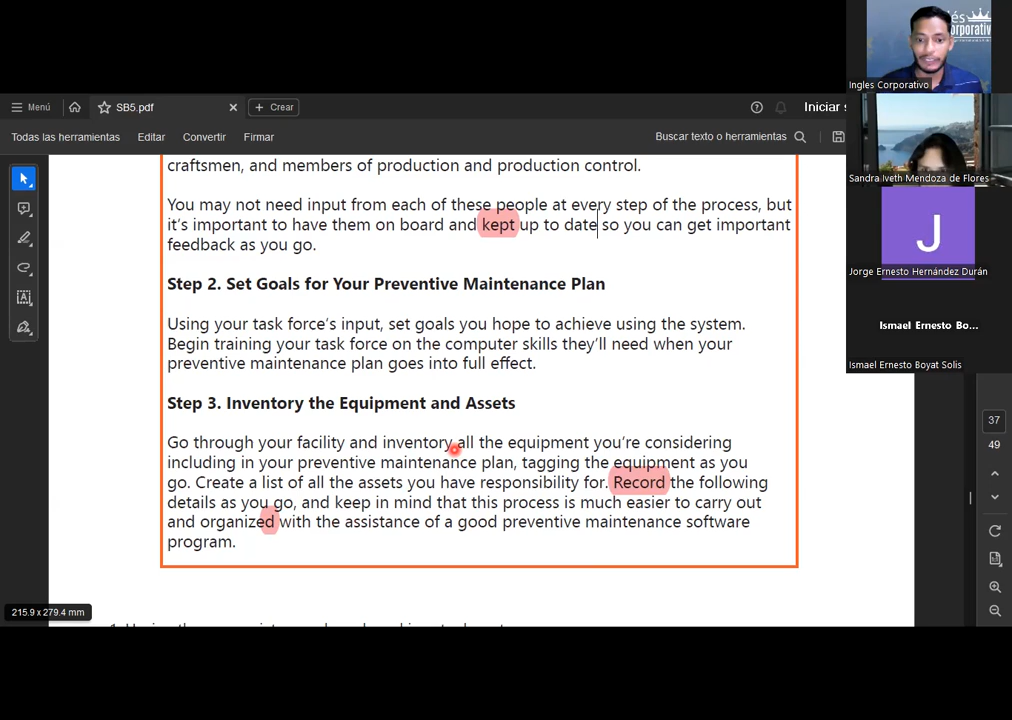 Menú
SB5.pdf
Crear
Iniciar s
Todas las herramientas
Editar
Convertir
Firmar
Buscar texto o herramientas
craftsmen, and members of production and production control.
You may not need input from each of these people at every step of the process, but
it's important to have them on board and kept up to date so you can get important
feedback as you go.
Step 2. Set Goals for Your Preventive Maintenance Plan
Using your task force's input, set goals you hope to achieve using the system.
Begin training your task force on the computer skills they'll need when your
preventive maintenance plan goes into full effect.
Step 3. Inventory the Equipment and Assets
Go through your facility and inventory all the equipment you're considering
including in your preventive maintenance plan, tagging the equipment as you
go. Create a list of all the assets you have responsibility for. Record the following
details as you go, and keep in mind that this process is much easier to carry out
and organized with the assistance of a good preventive maintenance software
program.
215.9 x 279.4 mm
37
49
és
orporativ
Ingles Corporativo
Sandra Iveth Mendoza de Flores
J
Jorge Ernesto Hernández Durán
Ismael Ernesto Bo...
Ismael Ernesto Boyat Solis